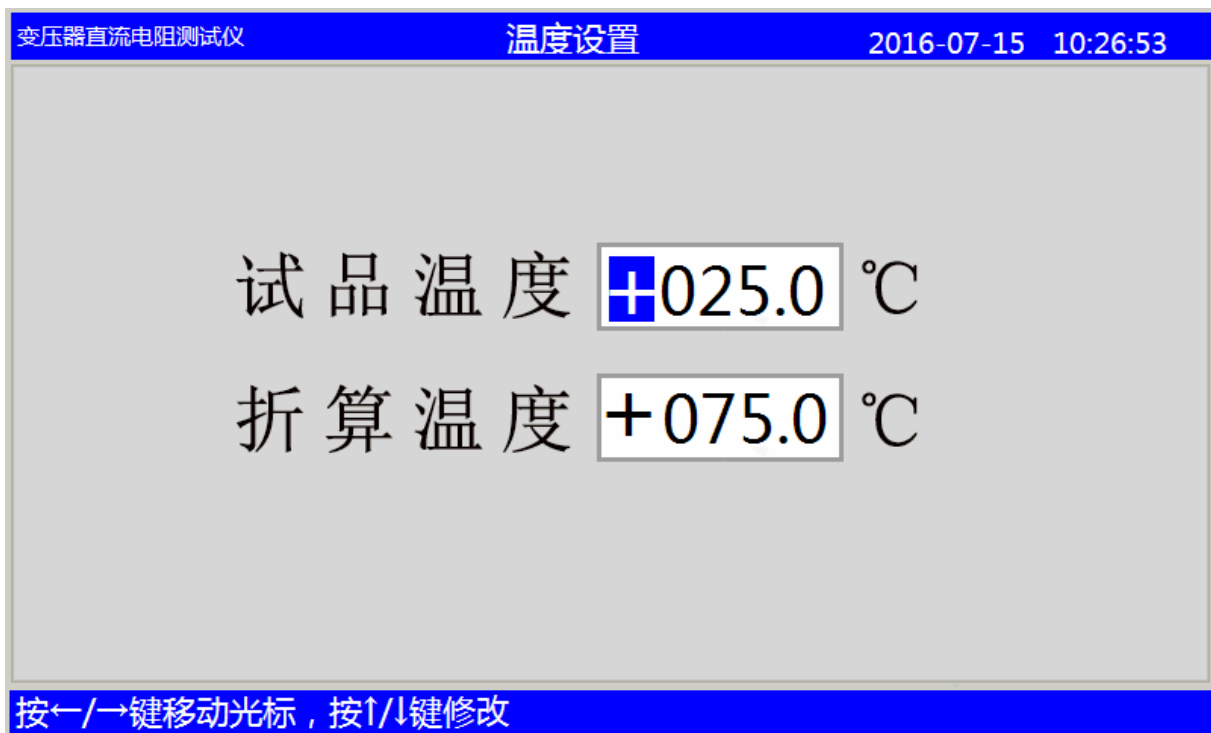 变压器直流电阻测试仪 温度设置 2016-07-15 10:26:53
试品温度 +025.0 ℃
折算温度 +075.0 ℃
按←/→键移动光标，按↑/↓键修改